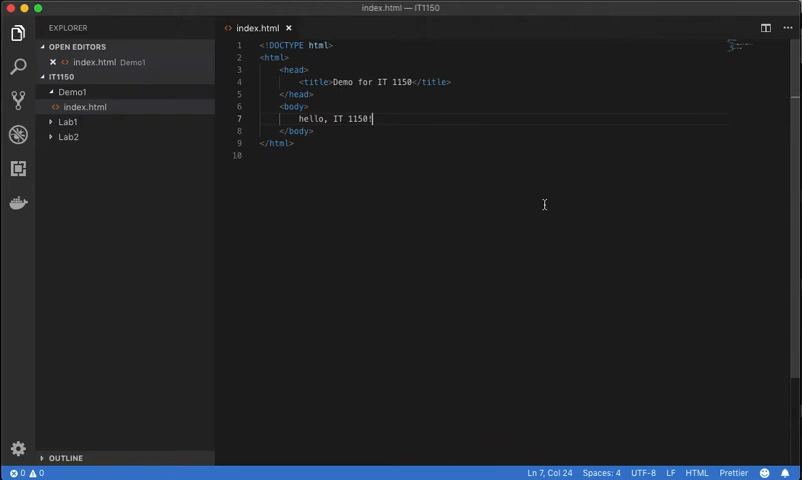 index.html — IT1150
EXPLORER
OPEN EDITORS
index.html Demo1
IT1150
Demo1
index.html
Lab1
Lab2
OUTLINE
index.html
1 <!DOCTYPE html>
2 <html>
3 <head>
4 <title>Demo for IT 1150</title>
5 </head>
6 <body>
7 hello, IT 1150!
8 </body>
9 </html>
10
0 0 Ln 7, Col 24 Spaces: 4 UTF-8 LF HTML Prettier